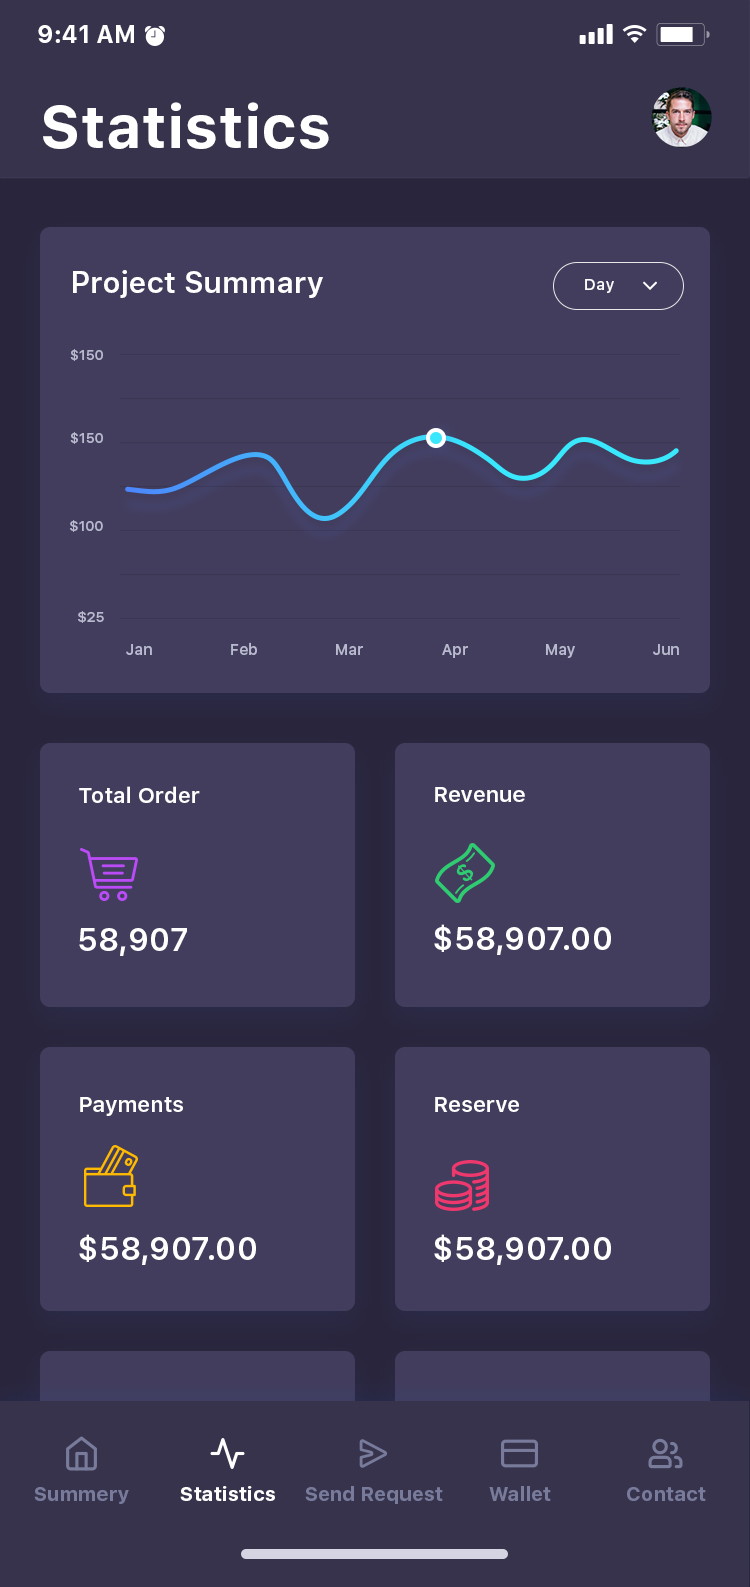 9:41 AM
Statistics
Project Summary
Day
$150
$150
$100
$25
Jan Feb Mar Apr May Jun
Total Order
58,907
Revenue
$
$58,907.00
Payments
$58,907.00
Reserve
$58,907.00
Summery Statistics Send Request Wallet Contact